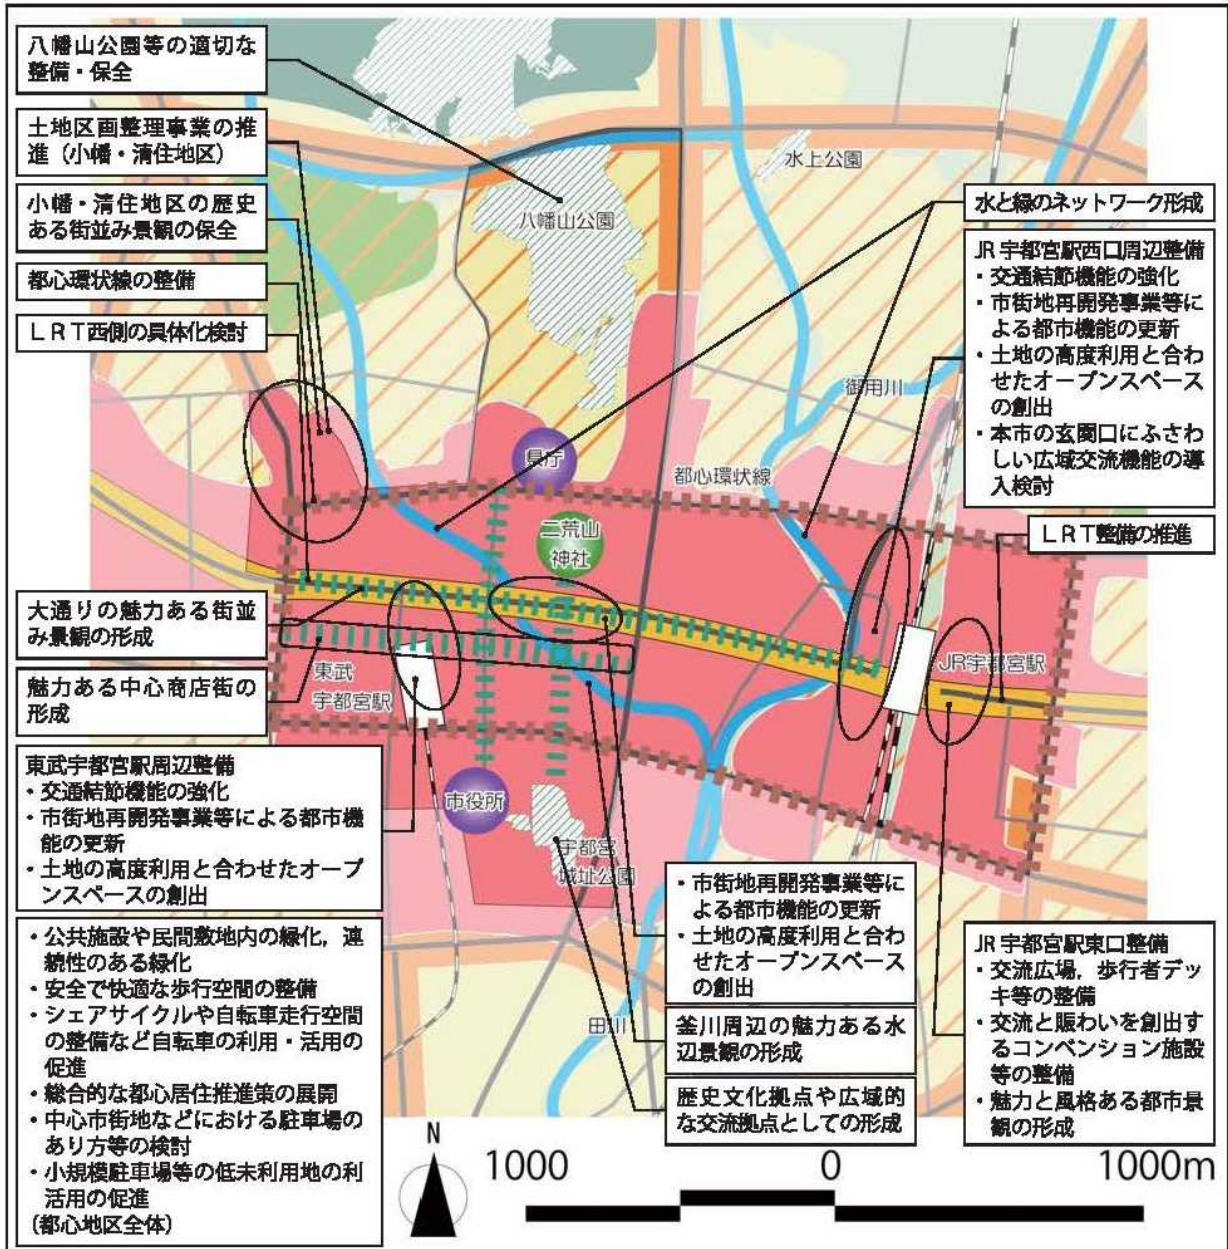 八幡山公園等の適切な
整備・保全
土地区画整理事業の推
進（小幡・清住地区）
小幡・清住地区の歴史
ある街並み景観の保全
都心環状線の整備
ＬＲＴ西側の具体化検討
大通りの魅力ある街並
み景観の形成
魅力ある中心商店街の
形成
東武宇都宮駅周辺整備
・交通結節機能の強化
・市街地再開発事業等による都市機
能の更新
・土地の高度利用と合わせたオープ
ンスペースの創出
・公共施設や民間敷地内の緑化，連
続性のある緑化
・安全で快適な歩行空間の整備
・シェアサイクルや自転車走行空間
の整備など自転車の利用・活用の
促進
・総合的な都心居住推進策の展開
・中心市街地などにおける駐車場の
あり方等の検討
・小規模駐車場等の低未利用地の利
活用の促進
（都心地区全体）
水上公園
八幡山公園
御用川
県庁
都心環状線
二荒山
神社
東武
宇都宮駅
JR宇都宮駅
市役所
宇都宮
城址公園
田川
水と緑のネットワーク形成
JR宇都宮駅西口周辺整備
・交通結節機能の強化
・市街地再開発事業等に
よる都市機能の更新
・土地の高度利用と合わ
せたオープンスペース
の創出
・本市の玄関口にふさわ
しい広域交流機能の導
入検討
ＬＲＴ整備の推進
・市街地再開発事業等に
よる都市機能の更新
・土地の高度利用と合わ
せたオープンスペース
の創出
釜川周辺の魅力ある水
辺景観の形成
歴史文化拠点や広域的
な交流拠点としての形成
JR宇都宮駅東口整備
・交流広場，歩行者デッ
キ等の整備
・交流と賑わいを創出す
るコンベンション施設
等の整備
・魅力と風格ある都市景
観の形成
N
1000 0 1000m